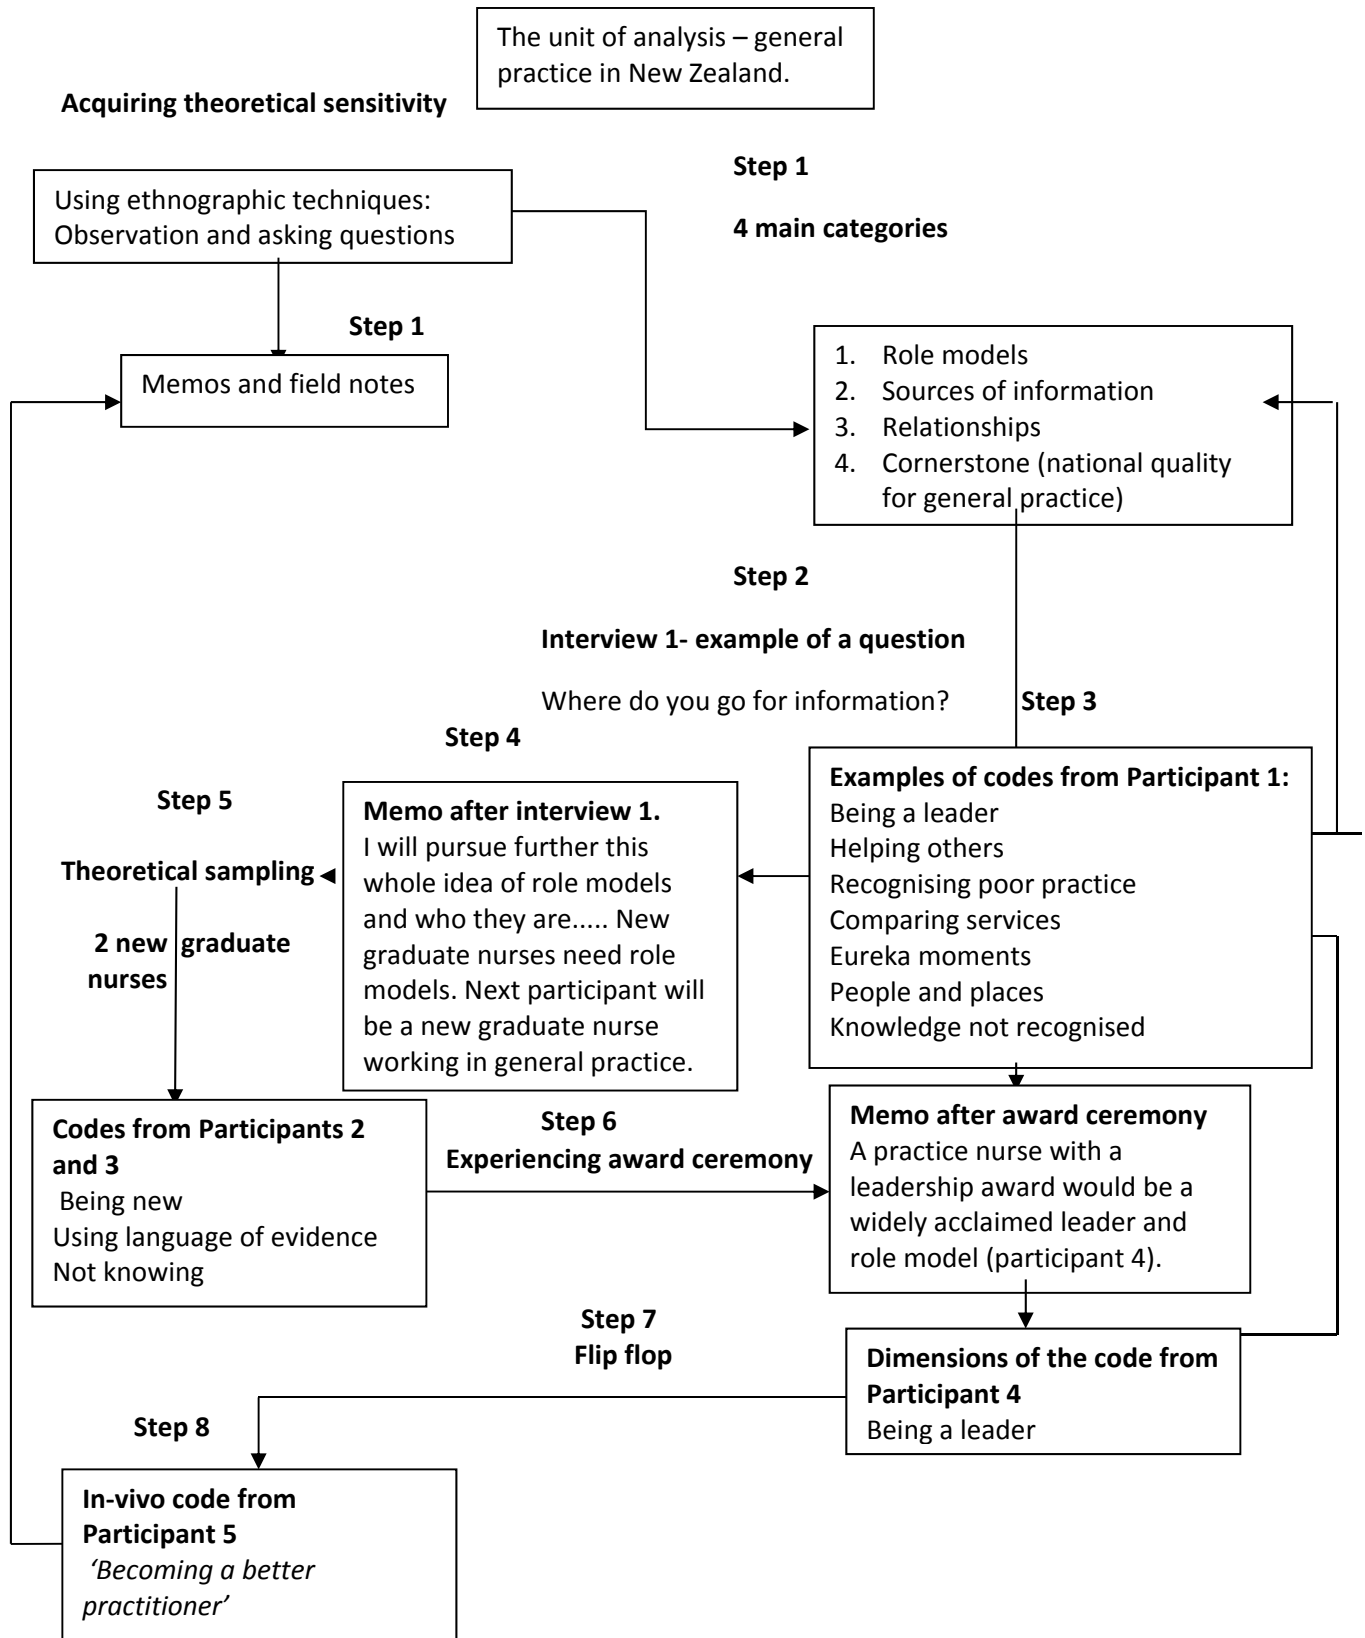 The unit of analysis – general
practice in New Zealand.
Acquiring theoretical sensitivity
Step 1
4 main categories
Using ethnographic techniques:
Observation and asking questions
Step 1
Memos and field notes
1. Role models
2. Sources of information
3. Relationships
4. Cornerstone (national quality
for general practice)
Step 2
Interview 1- example of a question
Where do you go for information?
Step 3
Examples of codes from Participant 1:
Being a leader
Helping others
Recognising poor practice
Comparing services
Eureka moments
People and places
Knowledge not recognised
Step 4
Memo after interview 1.
I will pursue further this
whole idea of role models
and who they are..... New
graduate nurses need role
models. Next participant will
be a new graduate nurse
working in general practice.
Step 5
Theoretical sampling
2 new graduate
nurses
Codes from Participants 2
and 3
Being new
Using language of evidence
Not knowing
Step 6
Experiencing award ceremony
Memo after award ceremony
A practice nurse with a
leadership award would be a
widely acclaimed leader and
role model (participant 4).
Step 7
Flip flop
Dimensions of the code from
Participant 4
Being a leader
Step 8
In-vivo code from
Participant 5
‘Becoming a better
practitioner’